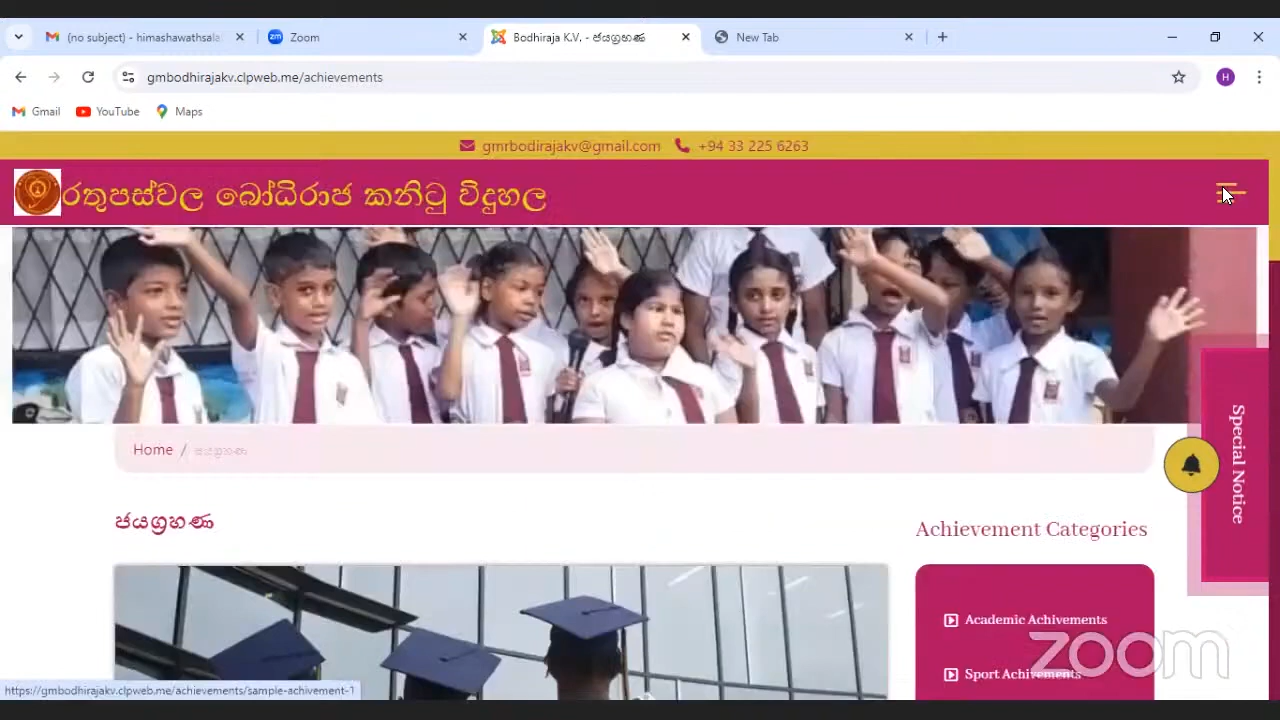 (no subject) - himashawathsala
Zoom
Bodhiraja K.V. - ජයග්‍රහණ
New Tab
gmbodhirajakv.clpweb.me/achievements
H
Gmail
YouTube
Maps
gmrbodirajakv@gmail.com
+94 33 225 6263
රතුපස්වල බෝධිරාජ කනිටු විදුහල
Home / ජයග්‍රහණ
Special Notice
ජයග්‍රහණ
Achievement Categories
Academic Achivements
Sport Achivements
zoom
https://gmbodhirajakv.clpweb.me/achievements/sample-achivement-1